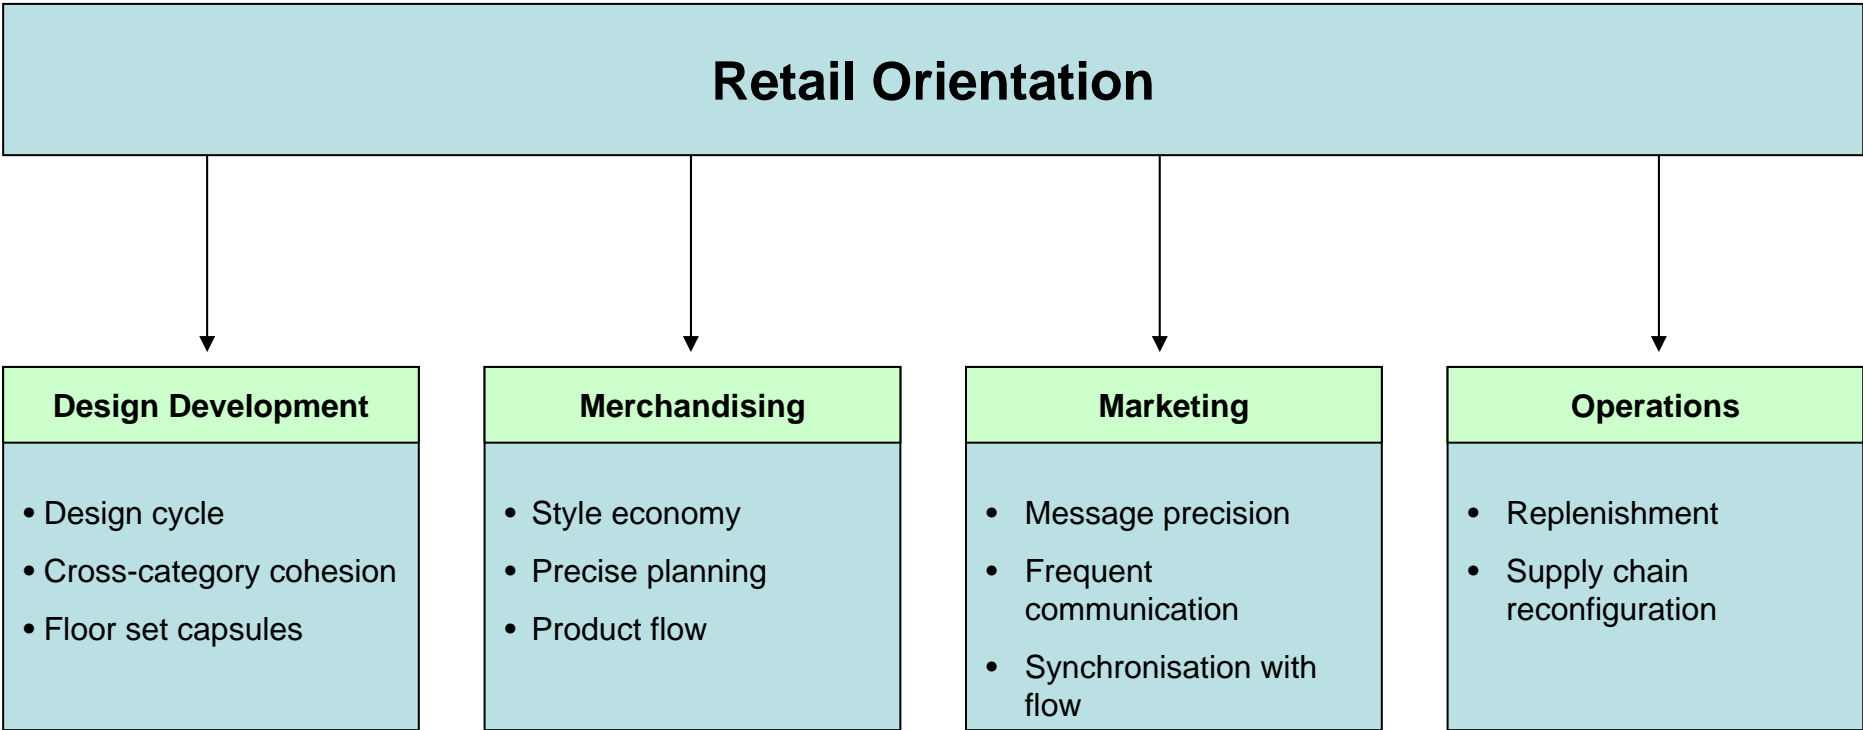 Retail Orientation
Design Development
• Design cycle
• Cross-category cohesion
• Floor set capsules
Merchandising
• Style economy
• Precise planning
• Product flow
Marketing
• Message precision
• Frequent
communication
• Synchronisation with
flow
Operations
• Replenishment
• Supply chain
reconfiguration